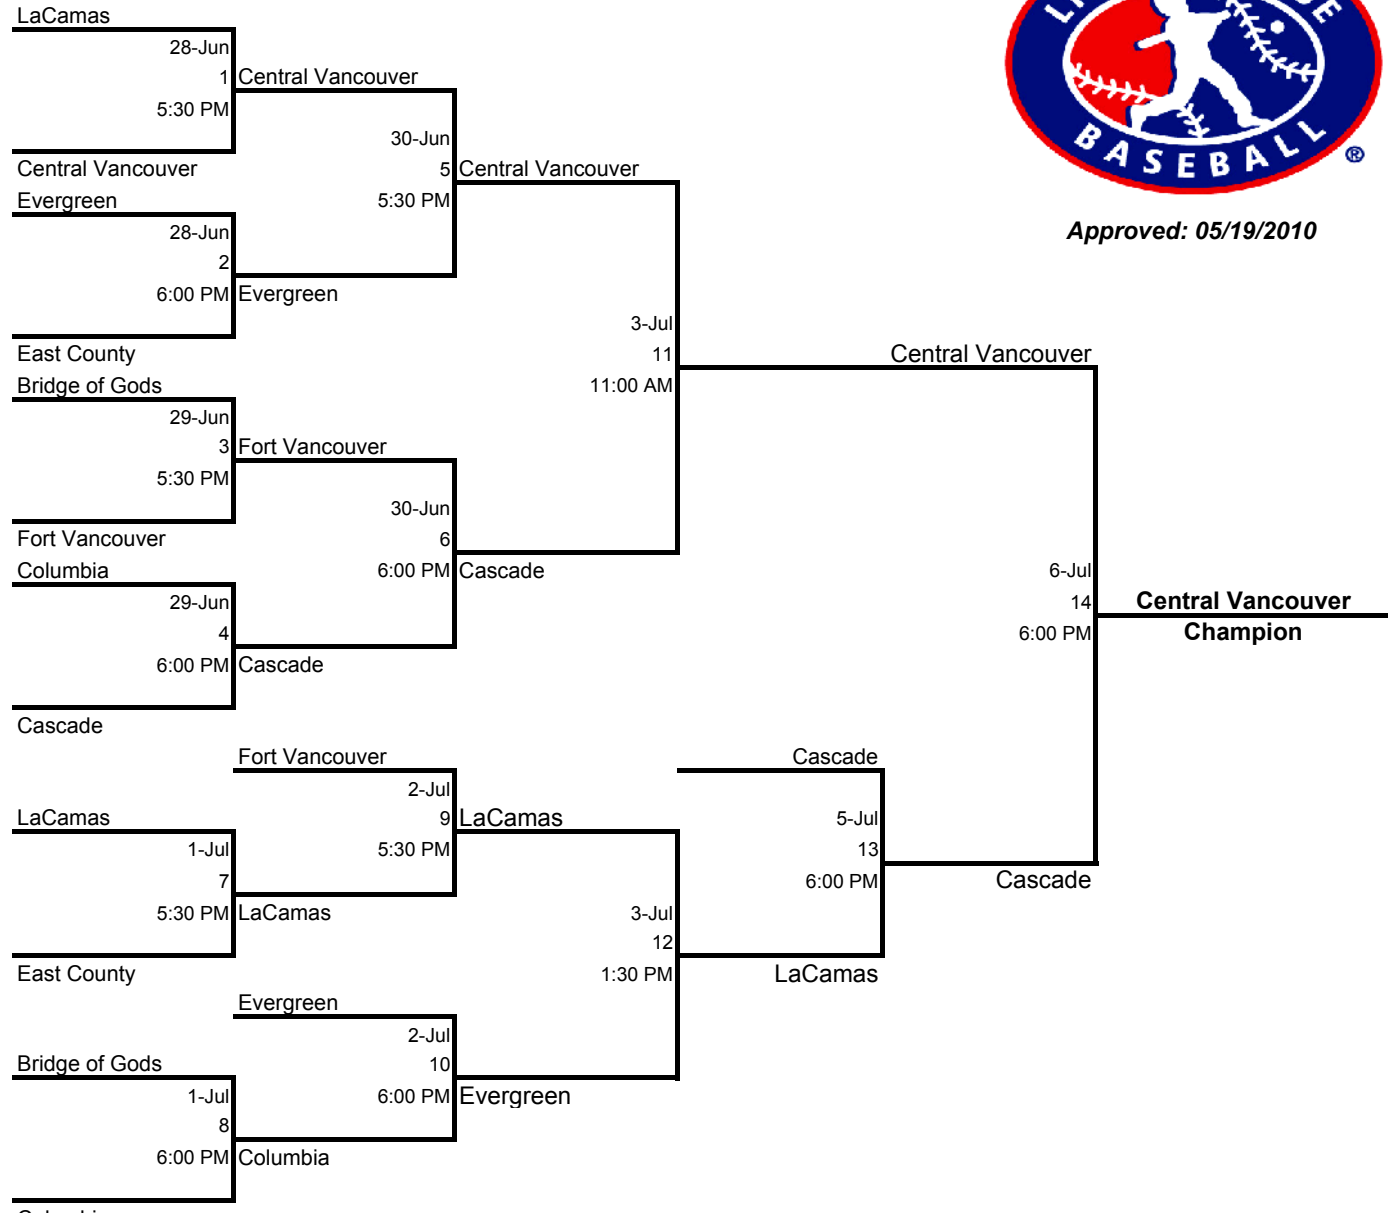 LaCamas
28-Jun
1 Central Vancouver
5:30 PM
30-Jun
Central Vancouver
5 Central Vancouver
Evergreen
5:30 PM
28-Jun
2
6:00 PM Evergreen
3-Jul
East County
11
Central Vancouver
Bridge of Gods
11:00 AM
29-Jun
3 Fort Vancouver
5:30 PM
30-Jun
Fort Vancouver
6
Columbia
6:00 PM Cascade
6-Jul
29-Jun
14 Central Vancouver
4
6:00 PM Champion
6:00 PM Cascade
Cascade
Fort Vancouver
Cascade
2-Jul
LaCamas
9 LaCamas
5-Jul
1-Jul
5:30 PM
13
7
6:00 PM Cascade
5:30 PM LaCamas
3-Jul
12
East County
1:30 PM
LaCamas
Evergreen
2-Jul
Bridge of Gods
10
1-Jul
6:00 PM Evergreen
8
6:00 PM Columbia
BASEBALL ®
Approved: 05/19/2010